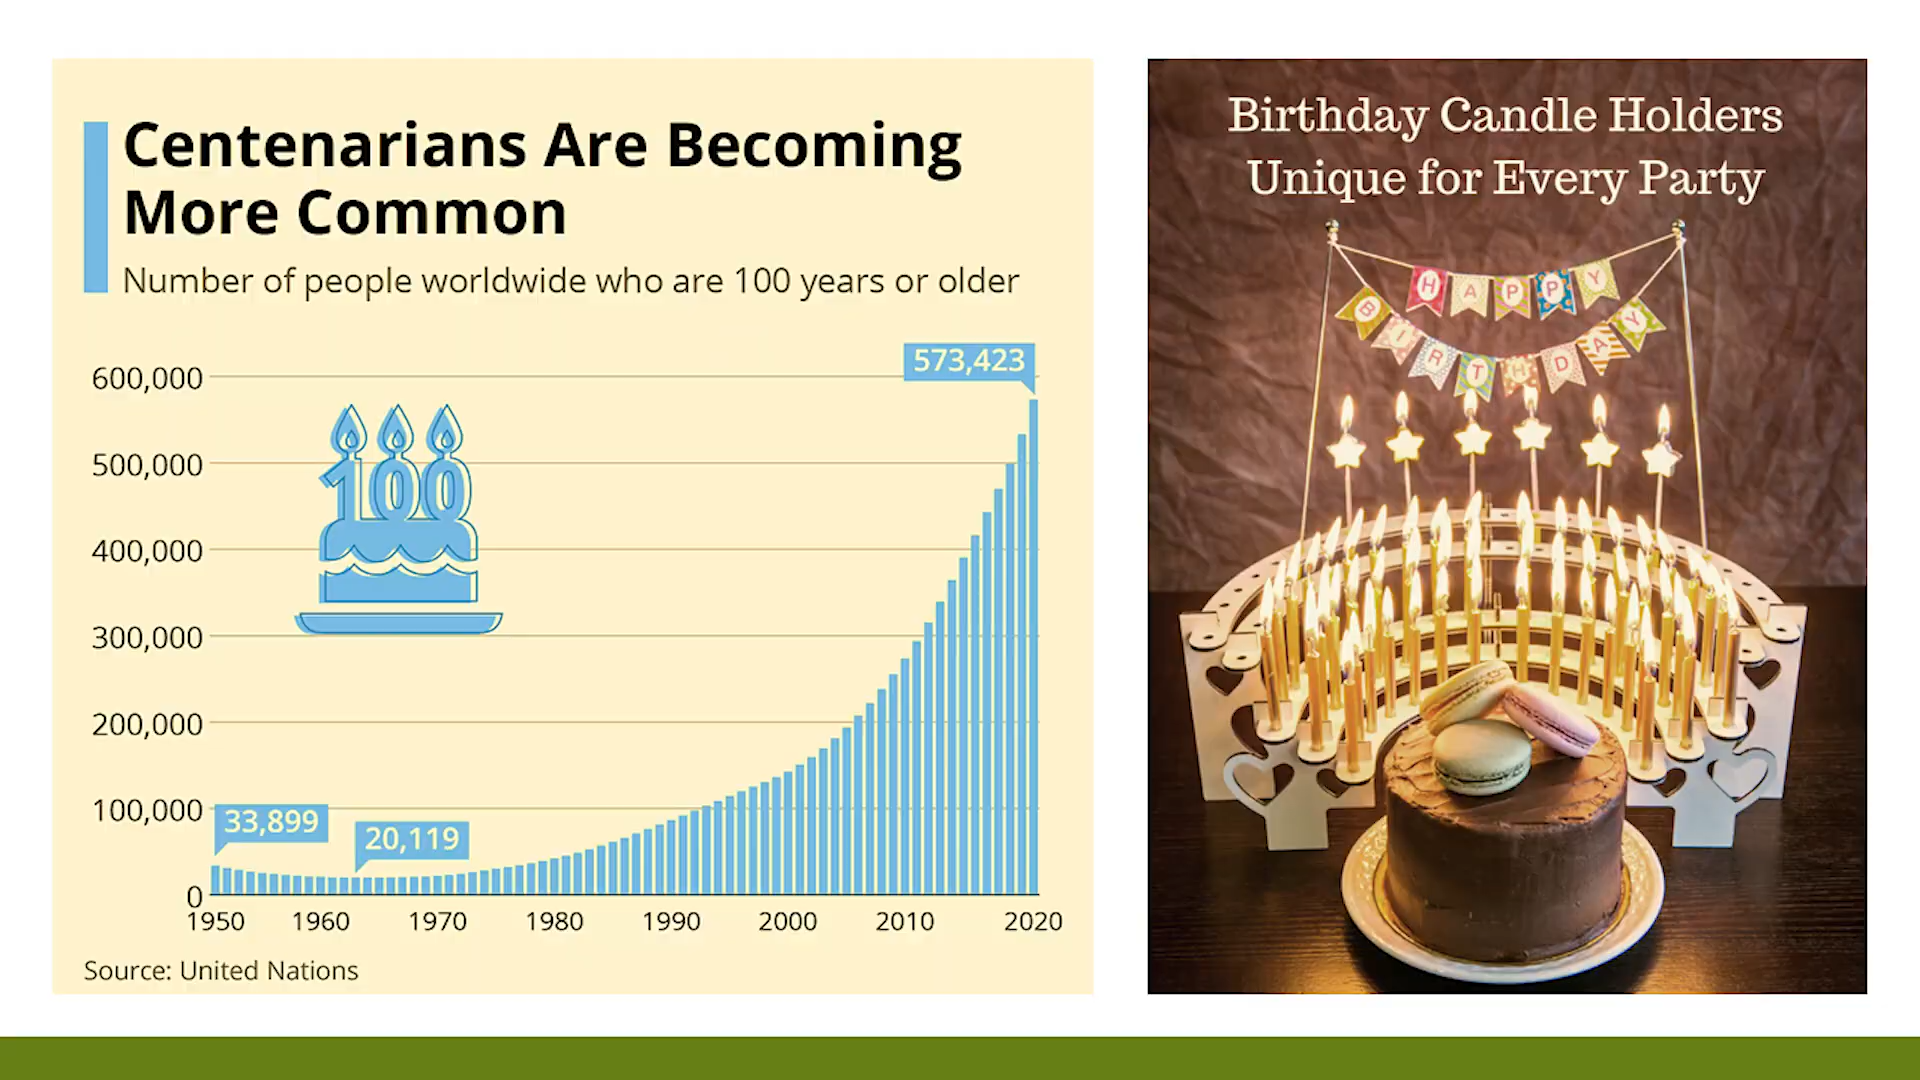 Centenarians Are Becoming
More Common
Number of people worldwide who are 100 years or older
573,423
600,000
100
500,000
400,000
300,000
200,000
100,000
33,899
20,119
0
1950 1960 1970 1980 1990 2000 2010 2020
Source: United Nations
Birthday Candle Holders
Unique for Every Party
HAPPY
BIRTHDAY